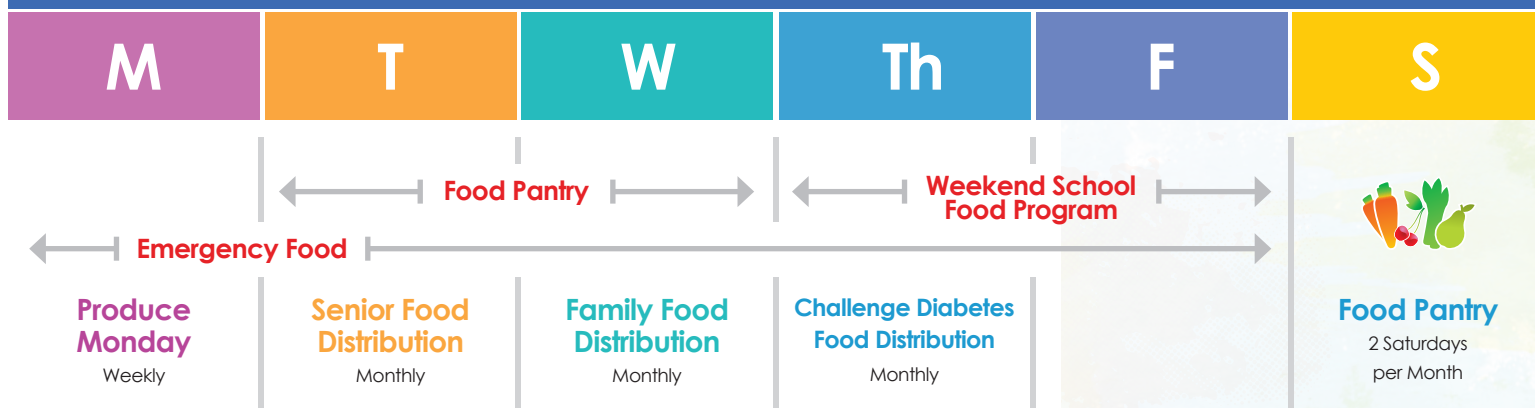 M
T
W
Th
F
S
Food Pantry
Weekend School
Food Program
Emergency Food
Produce
Monday
Weekly
Senior Food
Distribution
Monthly
Family Food
Distribution
Monthly
Challenge Diabetes
Food Distribution
Monthly
Food Pantry
2 Saturdays
per Month